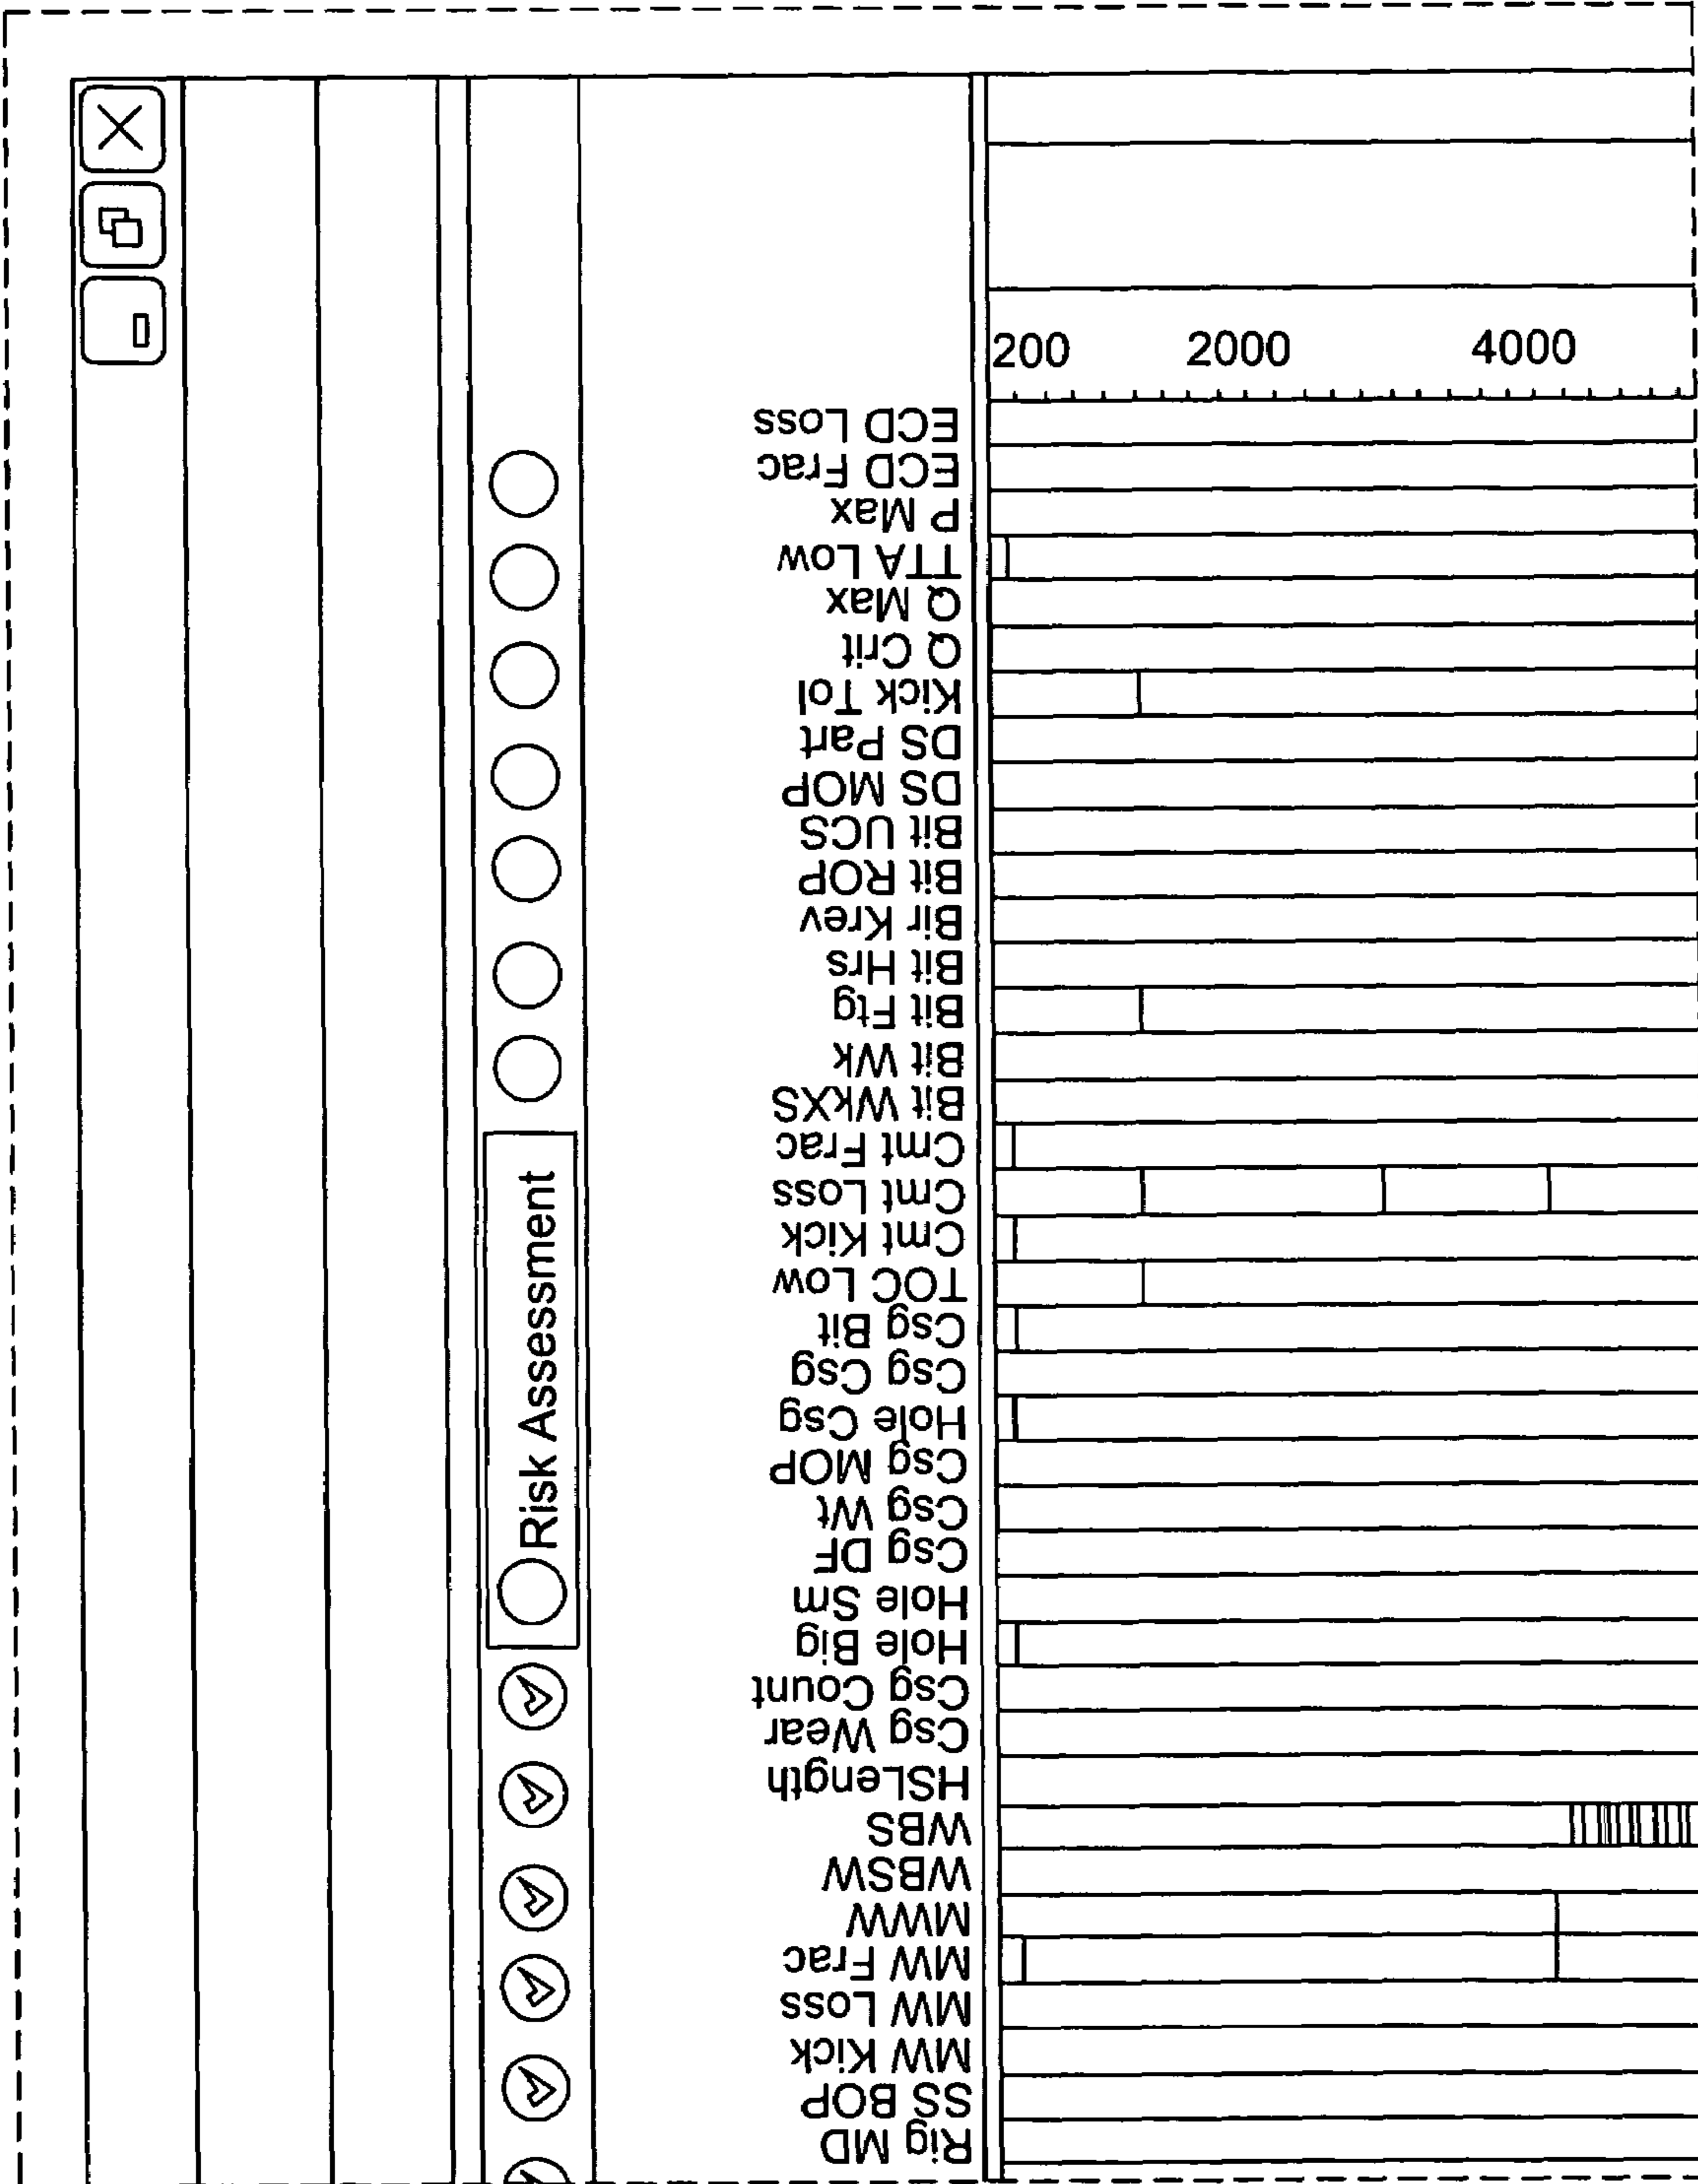 200 2000 4000
ECD Loss
ECD Frac
P Max
TTA Low
Q Max
Q Crit
Kick Tol
DS Part
DS MOP
Bit UCS
Bit ROP
Bir Krev
Bit Hrs
Bit Ftg
Bit Wk
Bit WkXS
Cmt Frac
Cmt Loss
Cmt Kick
TOC Low
Csg Bit
Csg Csg
Hole Csg
Csg MOP
Csg Wt
Csg DF
Hole Sm
Hole Big
Csg Count
Csg Wear
HSLength
WBS
WBSW
MWW
MW Frac
MW Loss
MW Kick
SS BOP
Rig MD
Risk Assessment